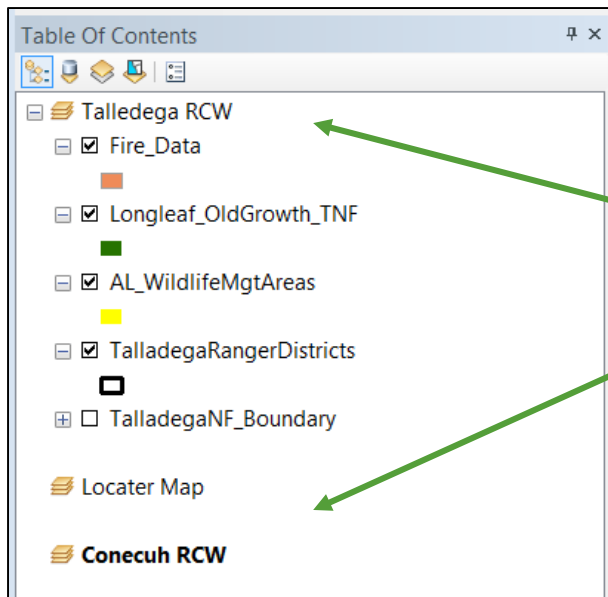 Table Of Contents
Talledega RCW
Fire_Data
Longleaf_OldGrowth_TNF
AL_WildlifeMgtAreas
TalladegaRangerDistricts
TalladegaNF_Boundary
Locater Map
Conecuh RCW